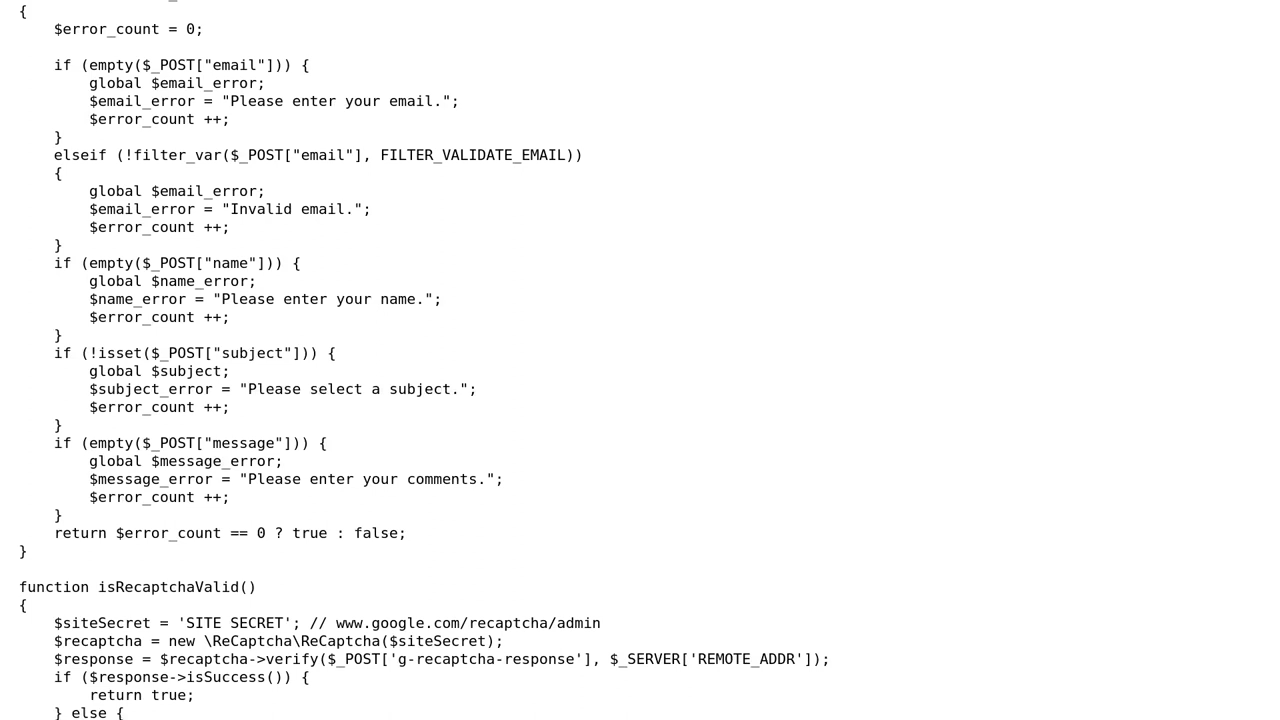 {
    $error_count = 0;

    if (empty($_POST["email"])) {
        global $email_error;
        $email_error = "Please enter your email.";
        $error_count ++;
    }
    elseif (!filter_var($_POST["email"], FILTER_VALIDATE_EMAIL))
    {
        global $email_error;
        $email_error = "Invalid email.";
        $error_count ++;
    }
    if (empty($_POST["name"])) {
        global $name_error;
        $name_error = "Please enter your name.";
        $error_count ++;
    }
    if (!isset($_POST["subject"])) {
        global $subject;
        $subject_error = "Please select a subject.";
        $error_count ++;
    }
    if (empty($_POST["message"])) {
        global $message_error;
        $message_error = "Please enter your comments.";
        $error_count ++;
    }
    return $error_count == 0 ? true : false;
}

function isRecaptchaValid()
{
    $siteSecret = 'SITE SECRET'; // www.google.com/recaptcha/admin
    $recaptcha = new \ReCaptcha\ReCaptcha($siteSecret);
    $response = $recaptcha->verify($_POST['g-recaptcha-response'], $_SERVER['REMOTE_ADDR']);
    if ($response->isSuccess()) {
        return true;
    } else {